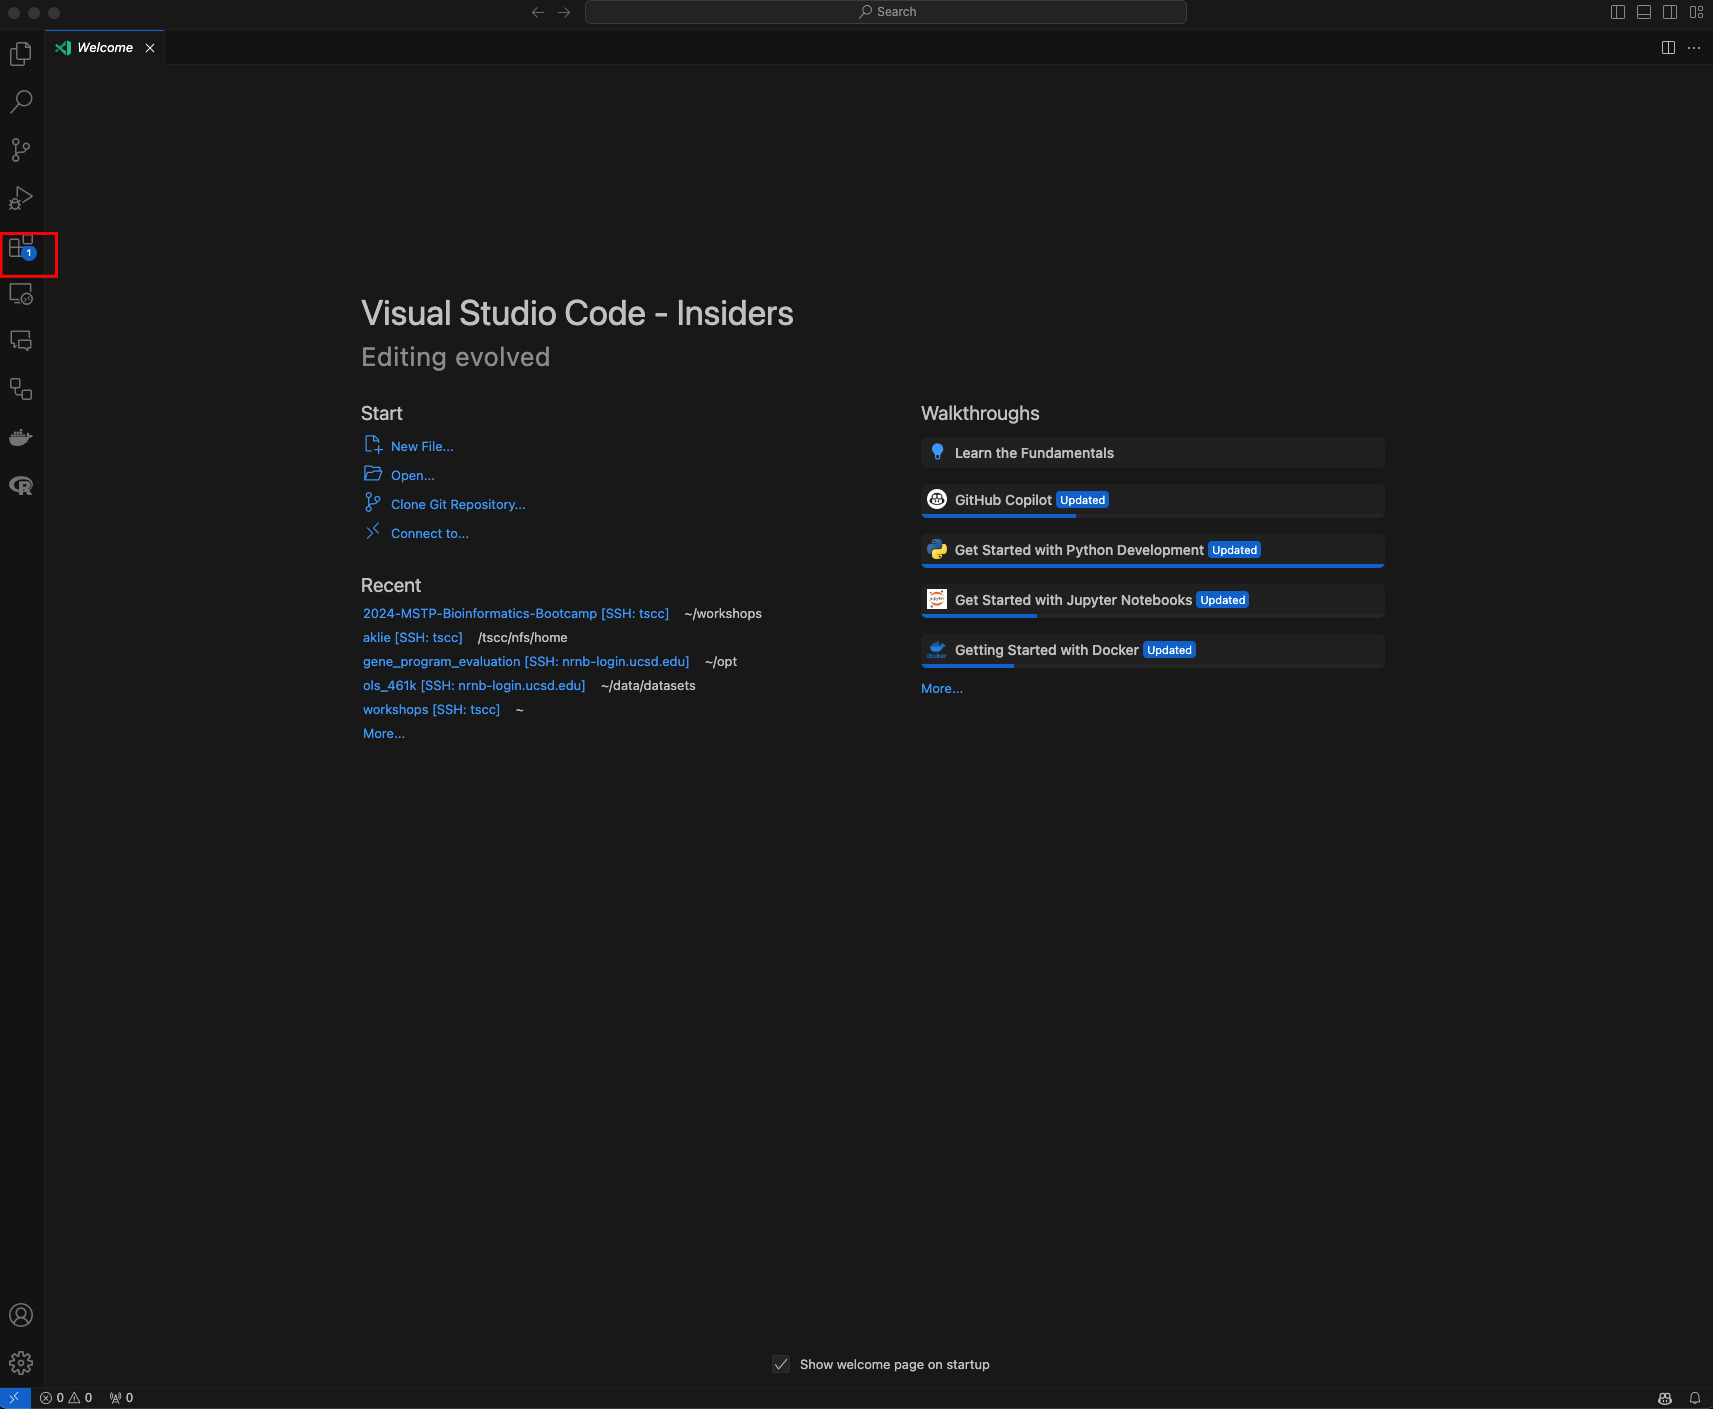 Search
Welcome
1
Visual Studio Code - Insiders
Editing evolved
Start
New File...
Open...
Clone Git Repository...
Connect to...
Recent
2024-MSTP-Bioinformatics-Bootcamp [SSH: tscc] ~/workshops
aklie [SSH: tscc] /tscc/nfs/home
gene_program_evaluation [SSH: nrnb-login.ucsd.edu] ~/opt
ols_461k [SSH: nrnb-login.ucsd.edu] ~/data/datasets
workshops [SSH: tscc] ~
More...
Walkthroughs
Learn the Fundamentals
GitHub Copilot Updated
Get Started with Python Development Updated
Get Started with Jupyter Notebooks Updated
Getting Started with Docker Updated
More...
Show welcome page on startup
0 0 0